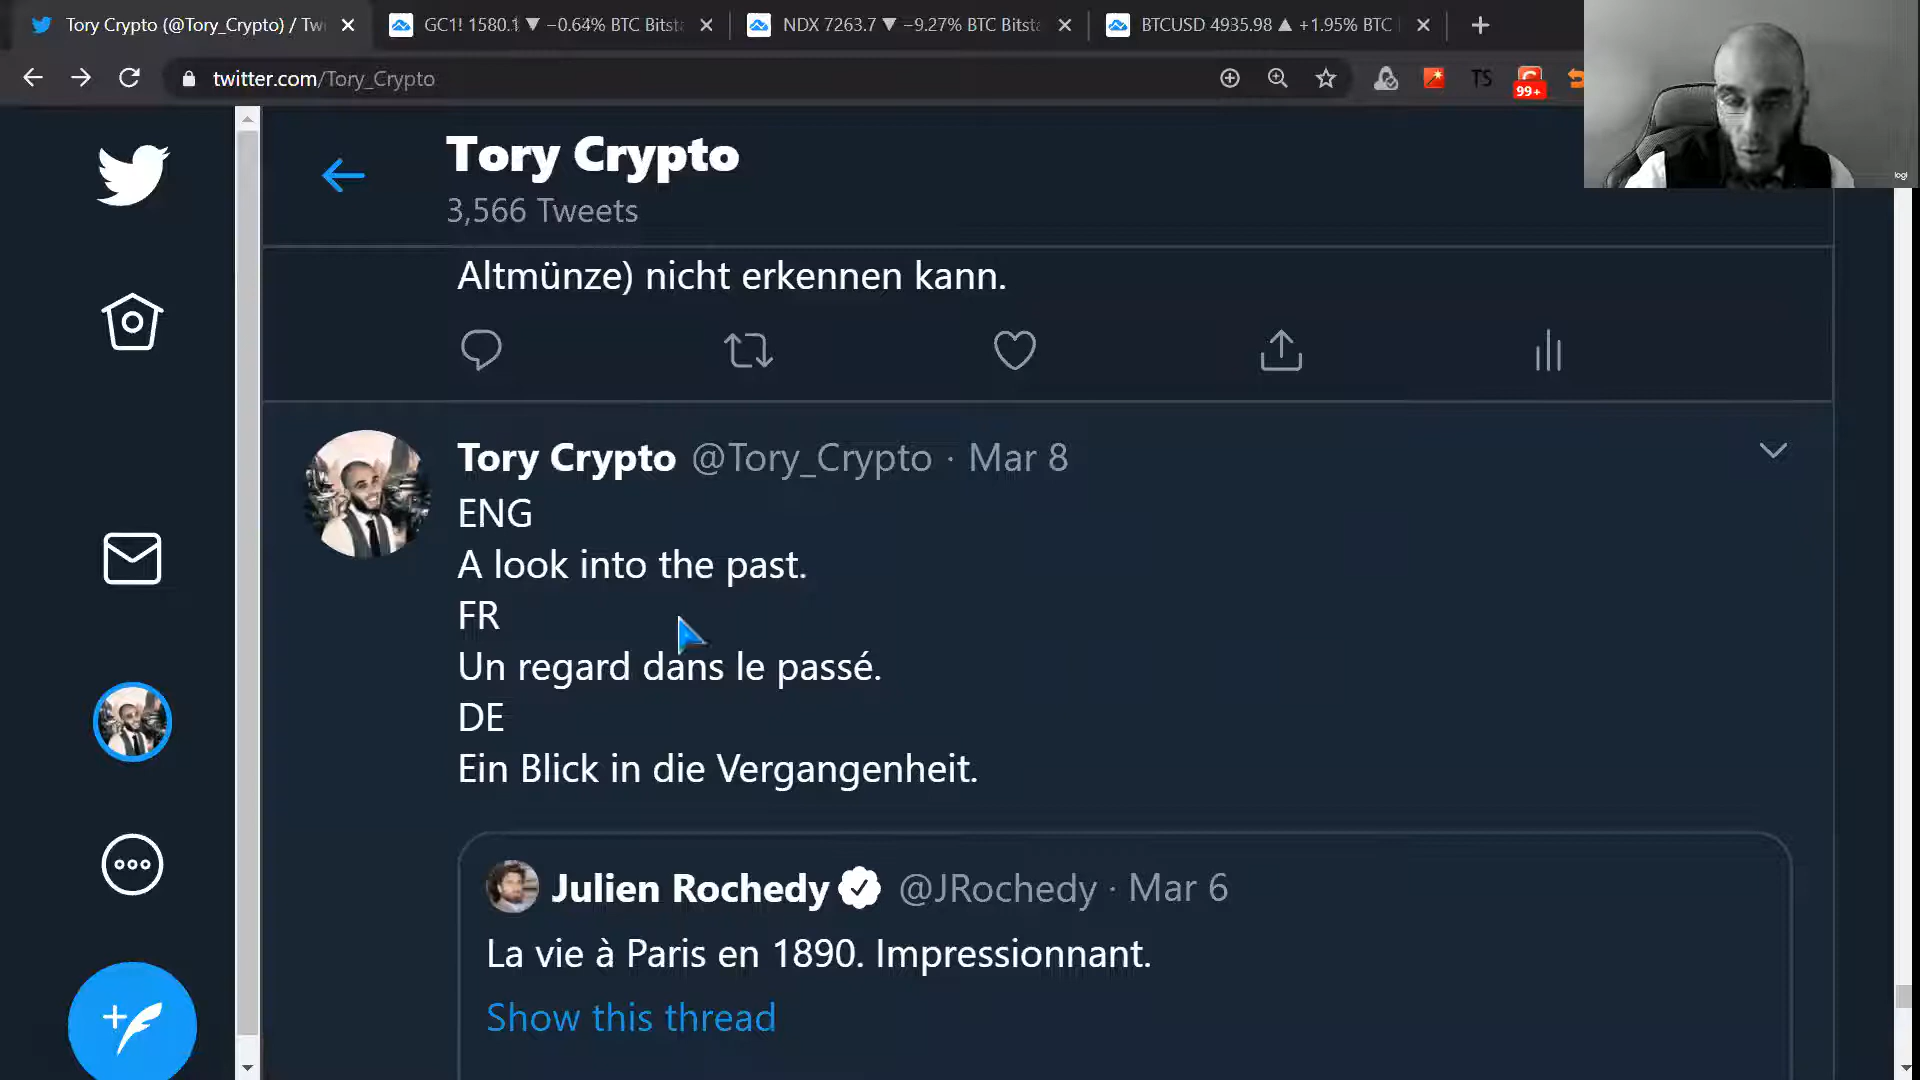 Tory Crypto (@Tory_Crypto) / Tw
GC1! 1580.1 ▼ −0.64% BTC Bitst
NDX 7263.7 ▼ −9.27% BTC Bitsta
BTCUSD 4935.98 ▲ +1.95% BTC
twitter.com/Tory_Crypto
TS
99+
logi
Tory Crypto
3,566 Tweets
Altmünze) nicht erkennen kann.
Tory Crypto @Tory_Crypto · Mar 8
ENG
A look into the past.
FR
Un regard dans le passé.
DE
Ein Blick in die Vergangenheit.
Julien Rochedy @JRochedy · Mar 6
La vie à Paris en 1890. Impressionnant.
Show this thread